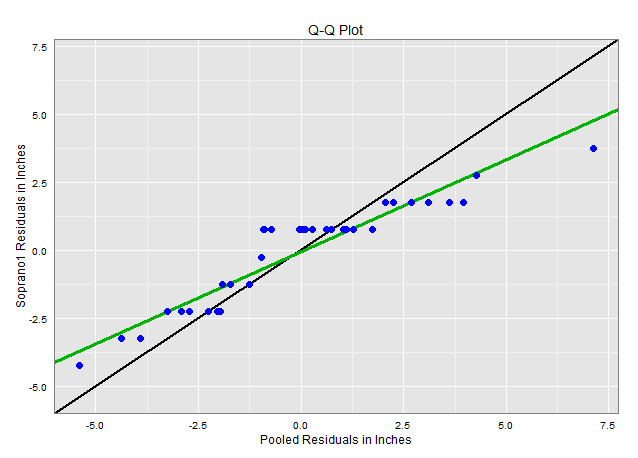 Q-Q Plot
7.5
5.0
2.5
0.0
-2.5
-5.0
Soprano1 Residuals in Inches
-5.0 -2.5 0.0 2.5 5.0 7.5
Pooled Residuals in Inches